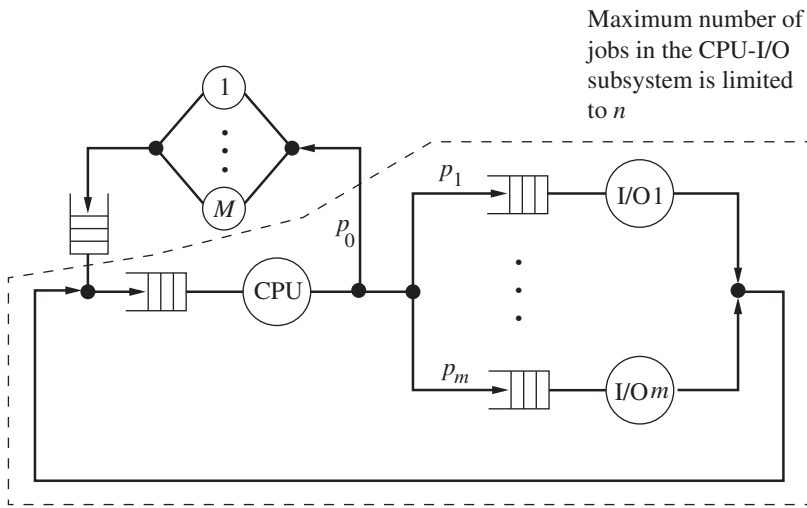 Maximum number of
jobs in the CPU-I/O
subsystem is limited
to n
1
M
p0
CPU
p1
I/O1
pm
I/Om